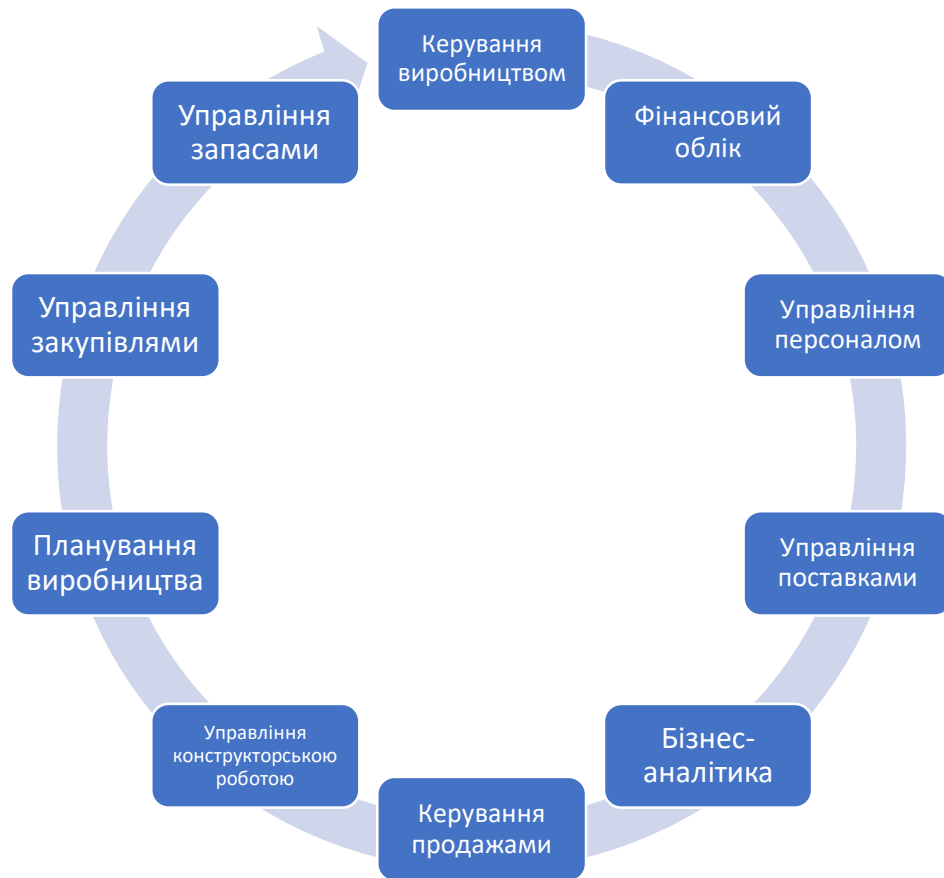 Керування
виробництвом
Фінансовий
облік
Управління
персоналом
Управління
поставками
Бізнес-
аналітика
Керування
продажами
Управління
конструкторською
роботою
Планування
виробництва
Управління
закупівлями
Управління
запасами